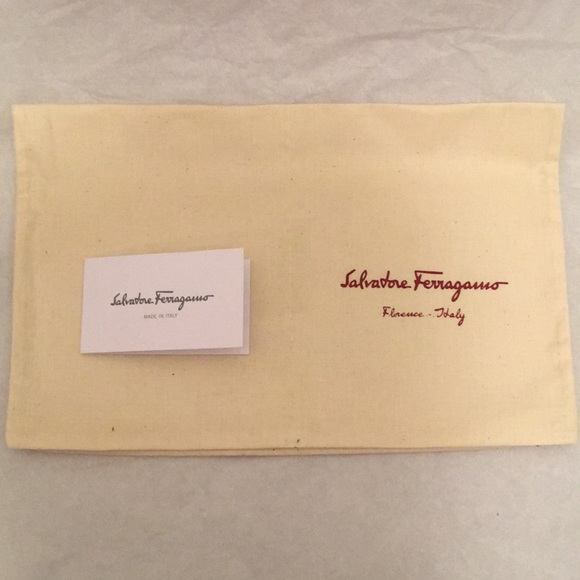 Salvatore Ferragamo
MADE IN ITALY
Salvatore Ferragamo
Florence - Italy